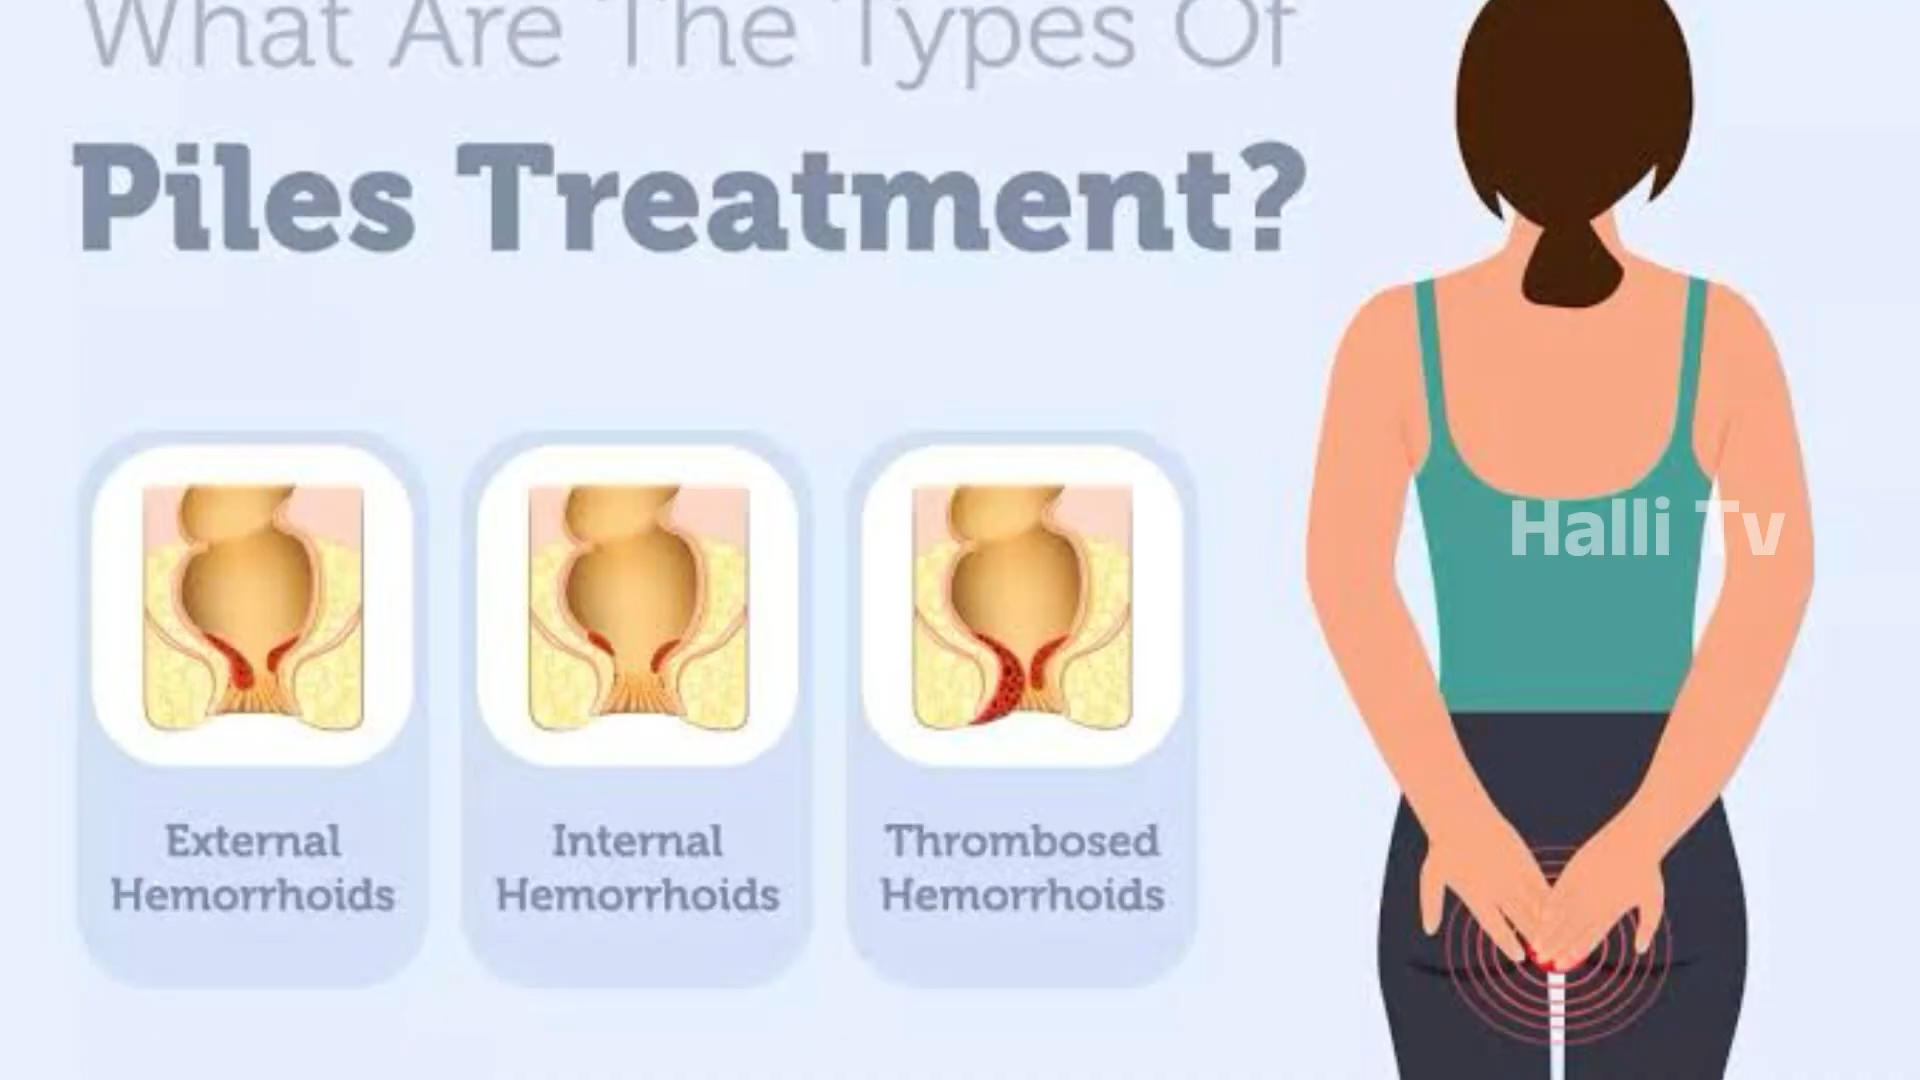 What Are The Types Of
Piles Treatment?
Halli Tv
External
Hemorrhoids
Internal
Hemorrhoids
Thrombosed
Hemorrhoids